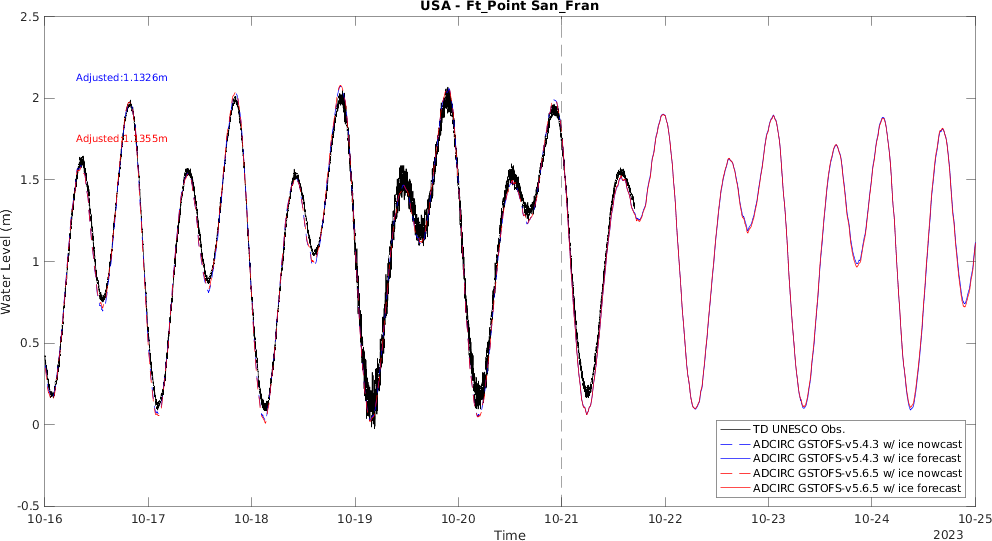 USA - Ft_Point San_Fran
2.5
Adjusted:1.1326m
2
Adjusted:1.1355m
1.5
Water Level (m)
1
0.5
0
TD UNESCO Obs.
ADCIRC GSTOFS-v5.4.3 w/ ice nowcast
ADCIRC GSTOFS-v5.4.3 w/ ice forecast
ADCIRC GSTOFS-v5.6.5 w/ ice nowcast
ADCIRC GSTOFS-v5.6.5 w/ ice forecast
-0.5
10-16 10-17 10-18 10-19 10-20 10-21 10-22 10-23 10-24 10-25
Time
2023